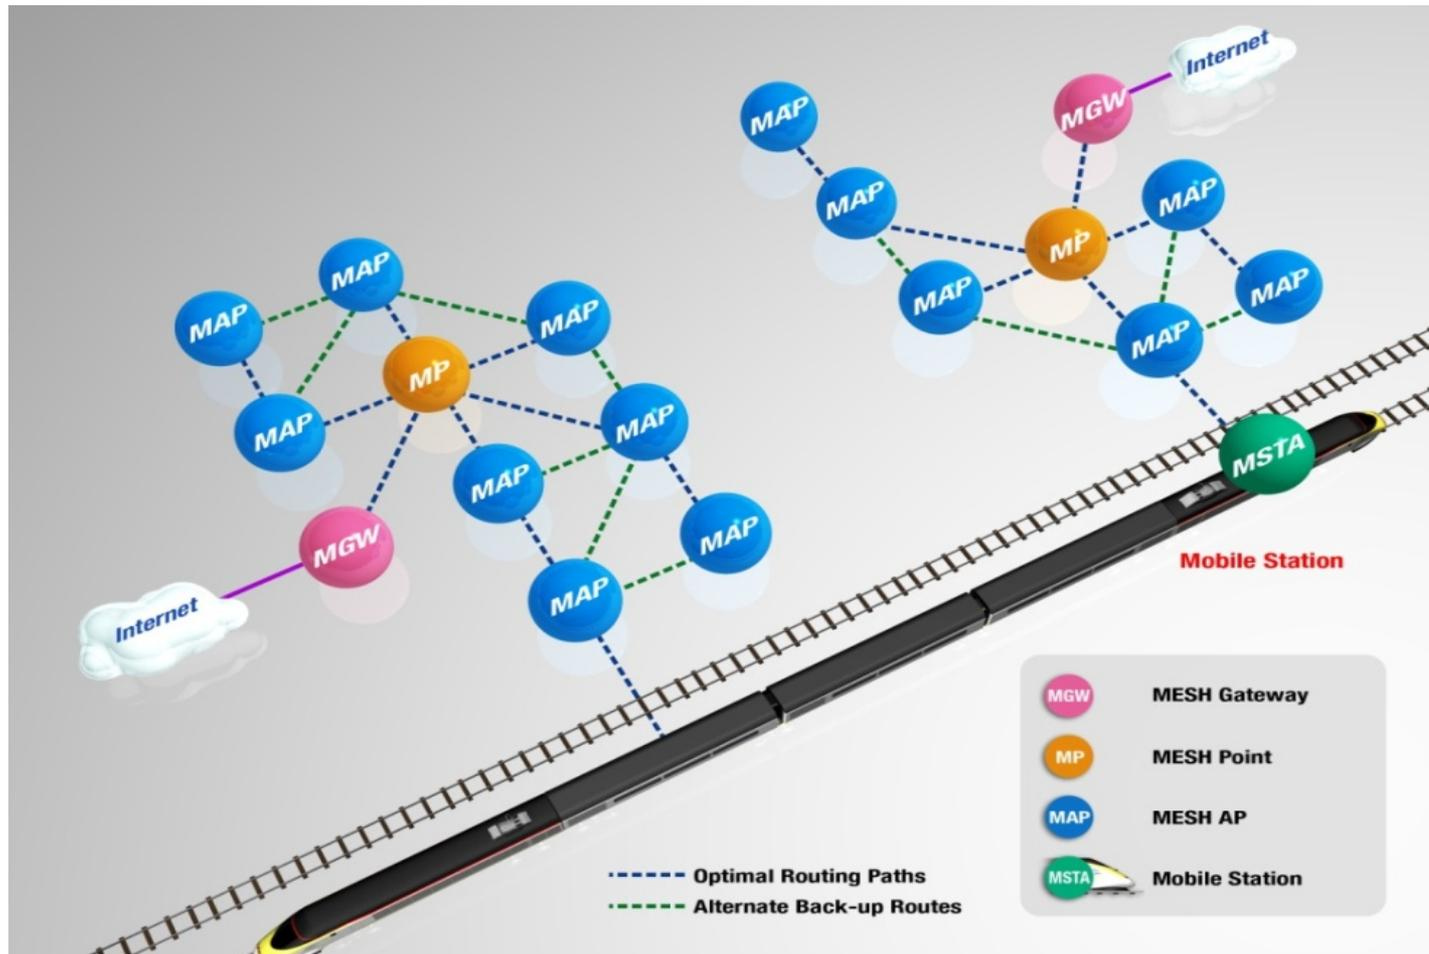 Internet
MGW
MAP
MAP
MAP
MP
MAP
MAP
MAP
MAP
MAP
MAP
MP
MAP
MAP
MAP
MSTA
MAP
MAP
MGW
Mobile Station
MAP
Internet
MGW MESH Gateway
MP MESH Point
MAP MESH AP
MSTA Mobile Station
Optimal Routing Paths
Alternate Back-up Routes